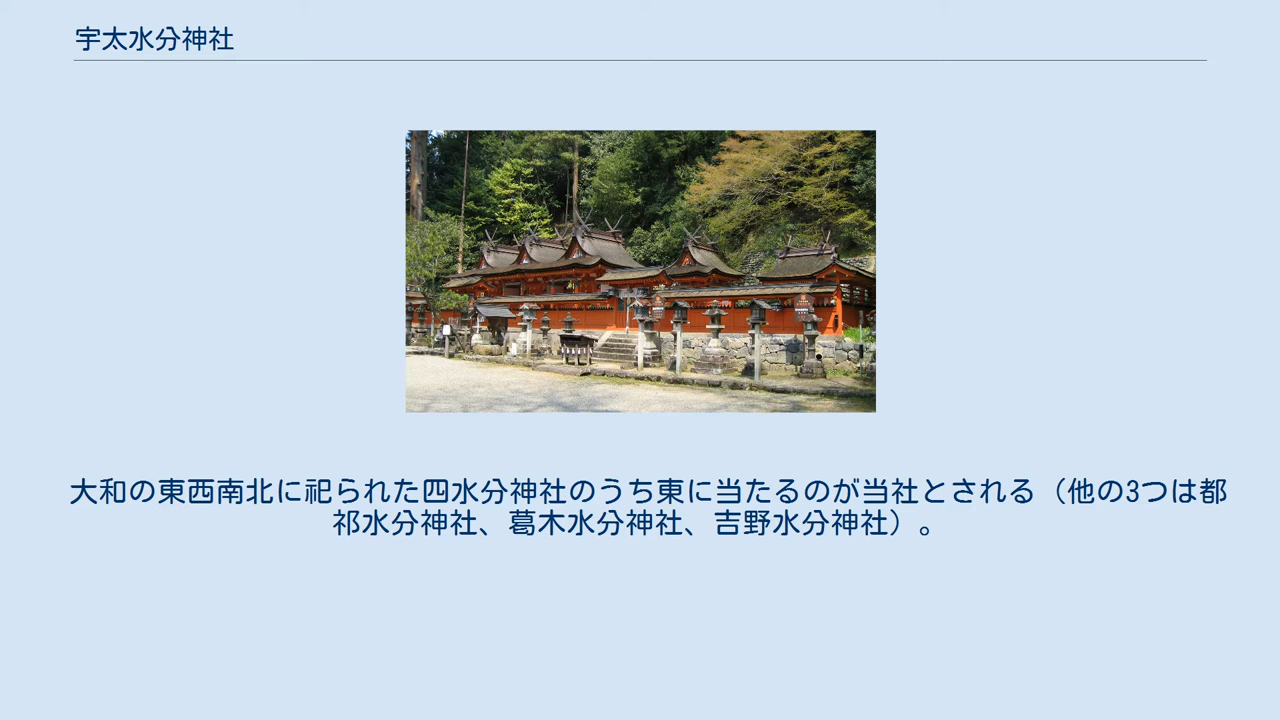 宇太水分神社
大和の東西南北に祀られた四水分神社のうち東に当たるのが当社とされる（他の3つは都
祁水分神社、葛木水分神社、吉野水分神社）。